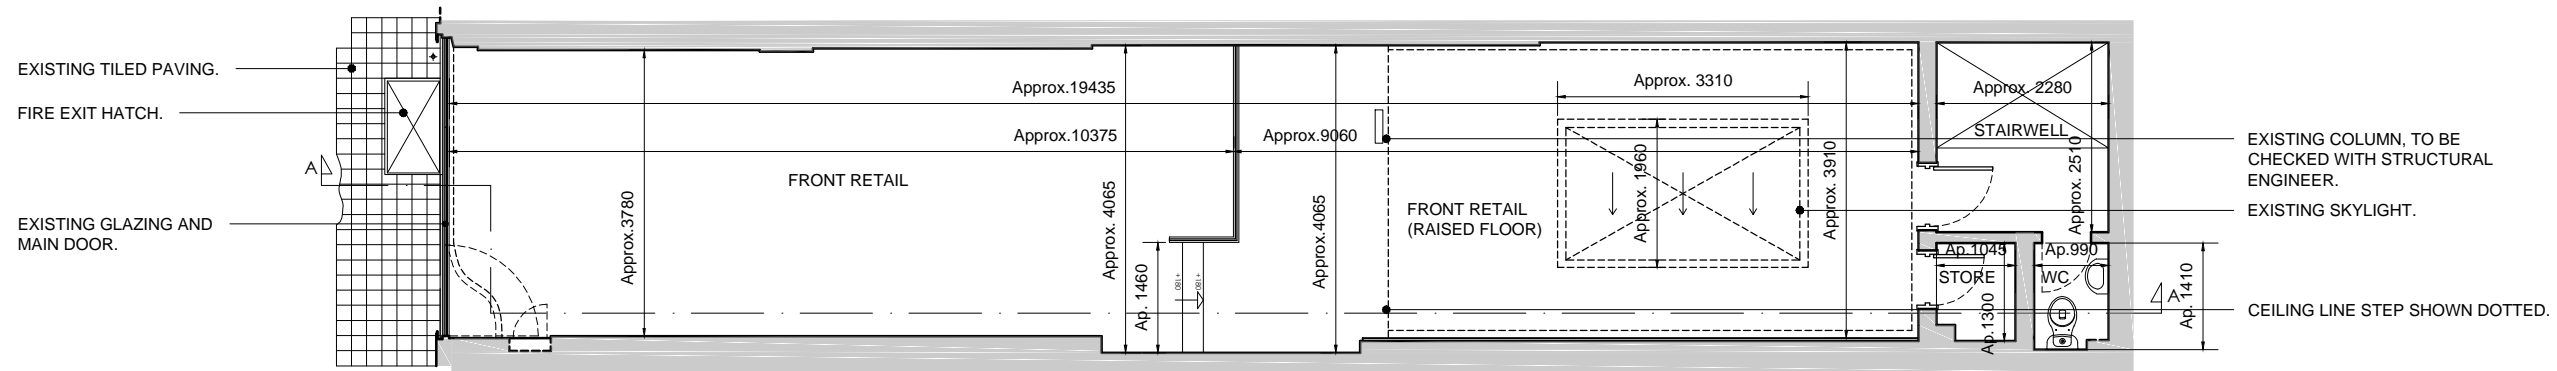 EXISTING TILED PAVING.
FIRE EXIT HATCH.
EXISTING GLAZING AND
MAIN DOOR.
A
Approx.19435
Approx.10375
FRONT RETAIL
Approx.3780
Approx. 4065
Ap. 1460
+180
+180
Approx.9060
Approx.4065
Approx. 3310
Approx. 1960
FRONT RETAIL
(RAISED FLOOR)
Approx. 3910
Approx. 2280
STAIRWELL
Approx. 2510
Ap.1045
STORE
Ap.1300
Ap.990
WC
A
Ap. 1410
EXISTING COLUMN, TO BE
CHECKED WITH STRUCTURAL
ENGINEER.
EXISTING SKYLIGHT.
CEILING LINE STEP SHOWN DOTTED.